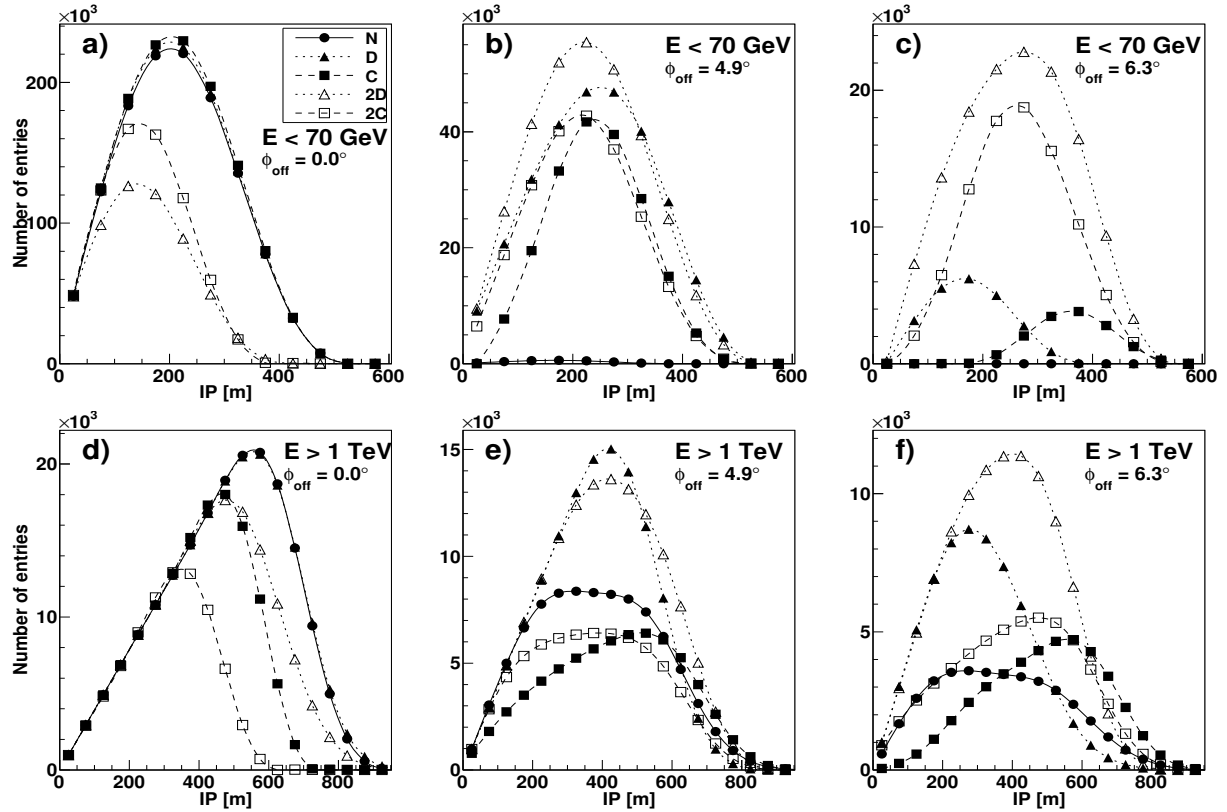 ×10³ ×10³ ×10³
a) b) c)
N
D
C
2D
2C
E < 70 GeV
ϕoff = 0.0°
E < 70 GeV
ϕoff = 4.9°
E < 70 GeV
ϕoff = 6.3°
Number of entries
200
100
0
0 200 400 600
IP [m]
40
20
0
0 200 400 600
IP [m]
20
10
0
0 200 400 600
IP [m]
×10³ ×10³ ×10³
d) e) f)
E > 1 TeV
ϕoff = 0.0°
E > 1 TeV
ϕoff = 4.9°
E > 1 TeV
ϕoff = 6.3°
Number of entries
20
10
0
0 200 400 600 800
IP [m]
15
10
5
0
0 200 400 600 800
IP [m]
10
5
0
0 200 400 600 800
IP [m]